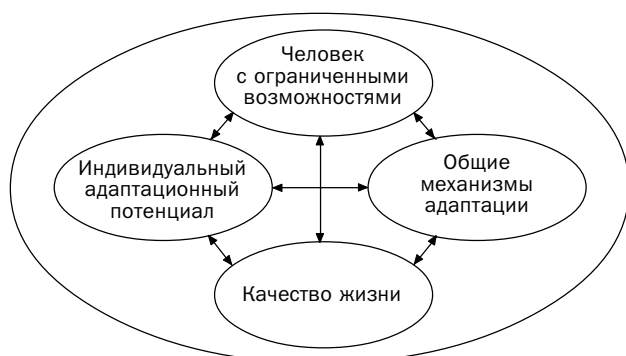 Человек
с ограниченными
возможностями
Индивидуальный
адаптационный
потенциал
Общие
механизмы
адаптации
Качество жизни